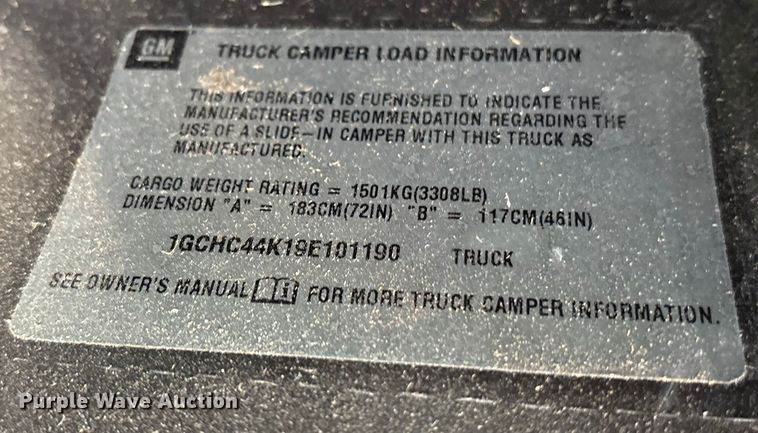 GM TRUCK CAMPER LOAD INFORMATION
THIS INFORMATION IS FURNISHED TO INDICATE THE
MANUFACTURER'S RECOMMENDATION REGARDING THE
USE OF A SLIDE-IN CAMPER WITH THIS TRUCK AS
MANUFACTURED.
CARGO WEIGHT RATING = 1501KG(3308LB)
DIMENSION "A" = 183CM(72IN) "B" = 117CM(46IN)
1GCHC44K19E101190 TRUCK
SEE OWNER'S MANUAL FOR MORE TRUCK CAMPER INFORMATION.
Purple Wave Auction